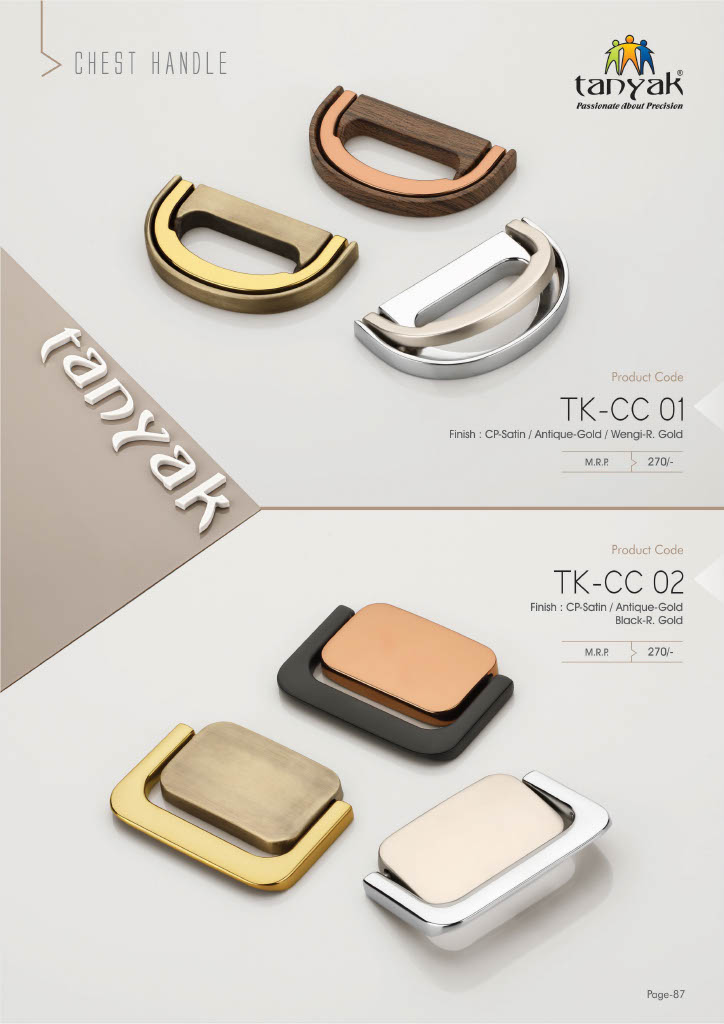 CHEST HANDLE
tanyak®
Passionate About Precision
tanyak
Product Code
TK-CC 01
Finish : CP-Satin / Antique-Gold / Wengi-R. Gold
M.R.P. 270/-
Product Code
TK-CC 02
Finish : CP-Satin / Antique-Gold
Black-R. Gold
M.R.P. 270/-
Page-87